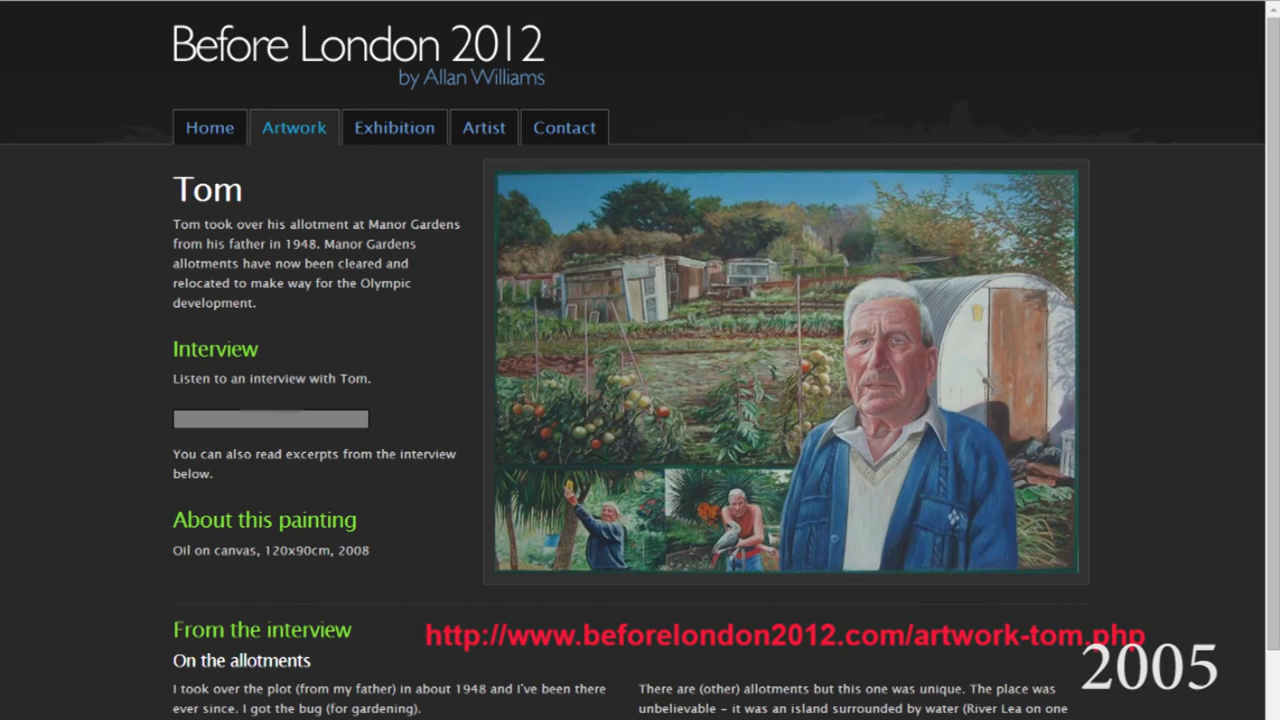 Before London 2012
by Allan Williams
Home
Artwork
Exhibition
Artist
Contact
Tom
Tom took over his allotment at Manor Gardens
from his father in 1948. Manor Gardens
allotments have now been cleared and
relocated to make way for the Olympic
development.
Interview
Listen to an interview with Tom.
You can also read excerpts from the interview
below.
About this painting
Oil on canvas, 120x90cm, 2008
From the interview
http://www.beforelondon2012.com/artwork-tom.php
2005
On the allotments
I took over the plot (from my father) in about 1948 and I've been there
ever since. I got the bug (for gardening).
There are (other) allotments but this one was unique. The place was
unbelievable - it was an island surrounded by water (River Lea on one